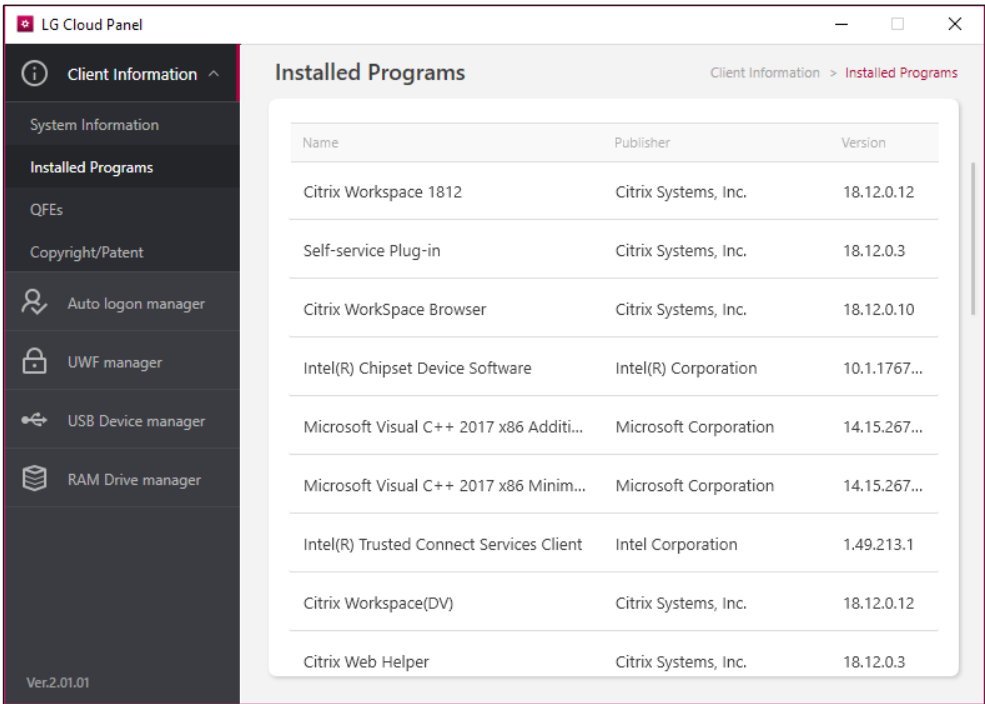 LG Cloud Panel
Client Information
System Information
Installed Programs
QFEs
Copyright/Patent
Auto logon manager
UWF manager
USB Device manager
RAM Drive manager
Ver.2.01.01
Installed Programs
Client Information > Installed Programs
Name Publisher Version
Citrix Workspace 1812 Citrix Systems, Inc. 18.12.0.12
Self-service Plug-in Citrix Systems, Inc. 18.12.0.3
Citrix WorkSpace Browser Citrix Systems, Inc. 18.12.0.10
Intel(R) Chipset Device Software Intel(R) Corporation 10.1.1767...
Microsoft Visual C++ 2017 x86 Additi... Microsoft Corporation 14.15.267...
Microsoft Visual C++ 2017 x86 Minim... Microsoft Corporation 14.15.267...
Intel(R) Trusted Connect Services Client Intel Corporation 1.49.213.1
Citrix Workspace(DV) Citrix Systems, Inc. 18.12.0.12
Citrix Web Helper Citrix Systems, Inc. 18.12.0.3